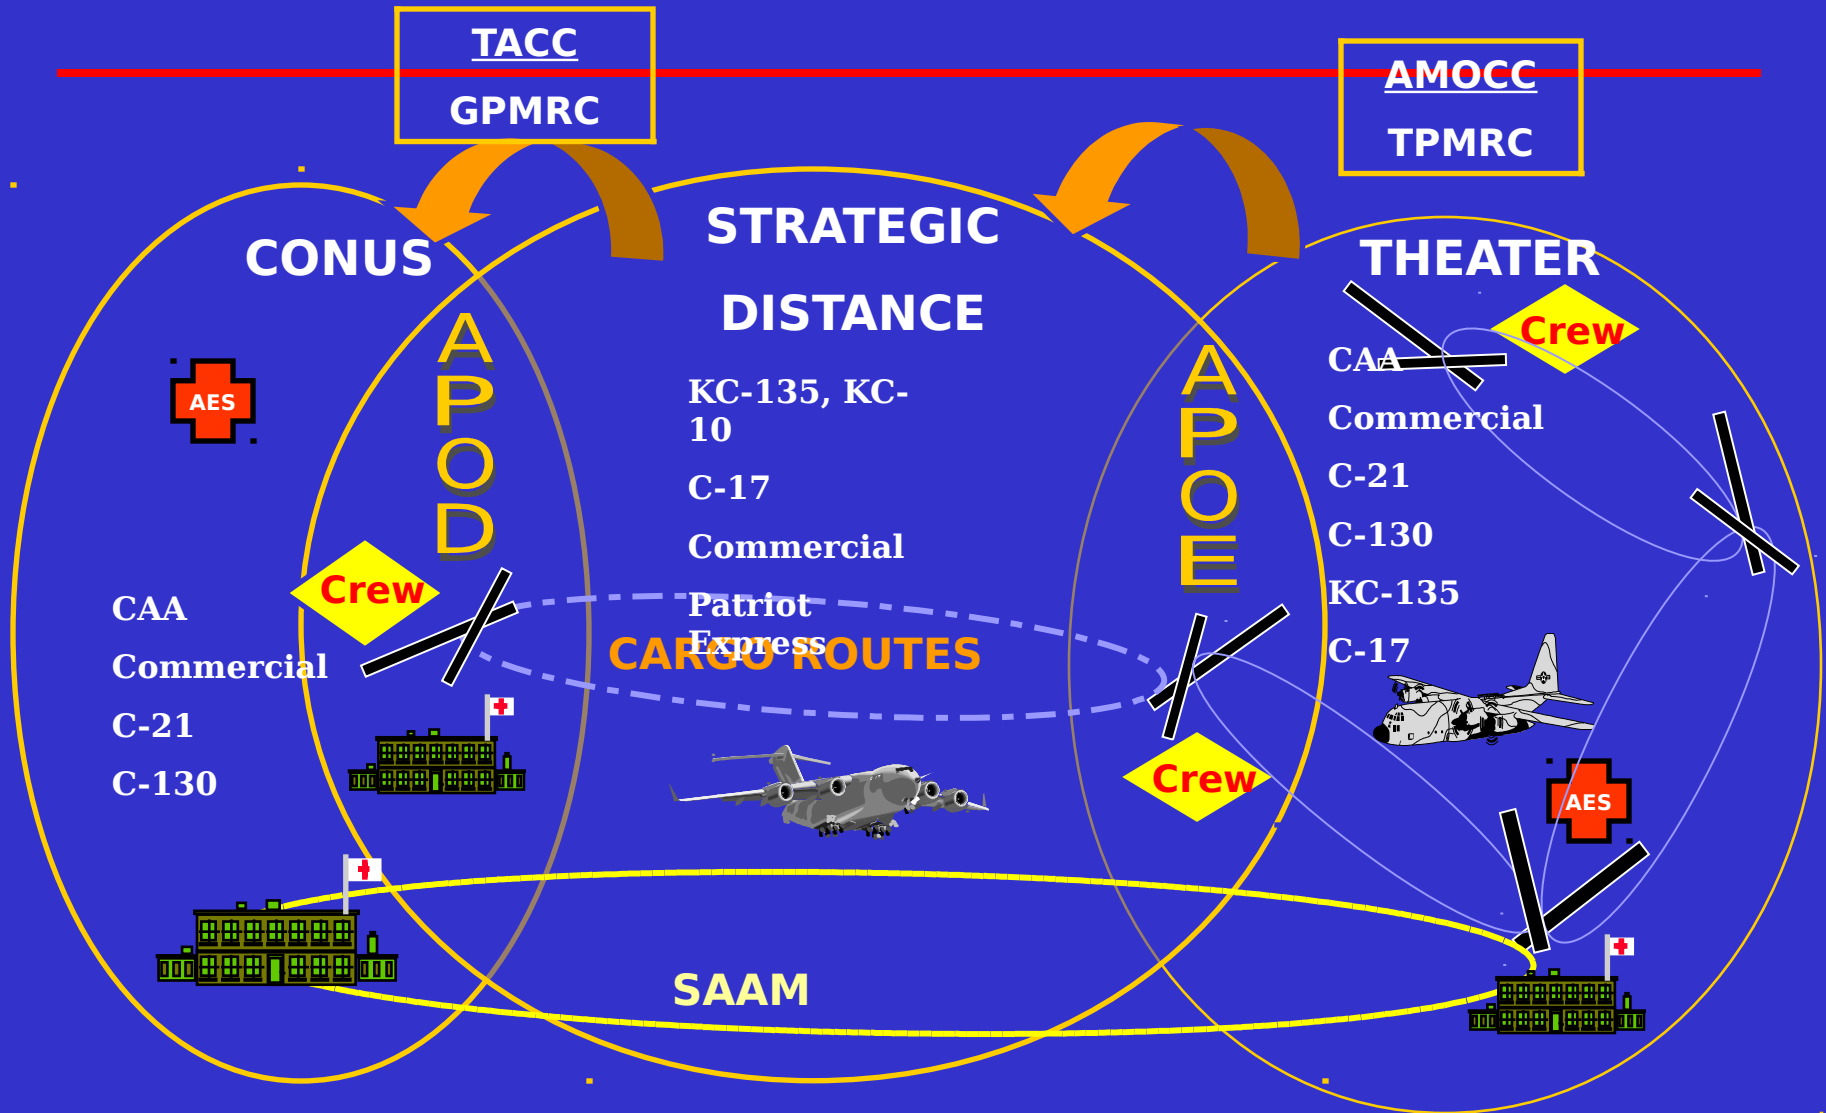 TACC
GPMRC
AMOCC
TPMRC
CONUS
STRATEGIC
DISTANCE
THEATER
APOD
APOE
AES
Crew
CAA
Commercial
C-21
C-130
KC-135, KC-
10
C-17
Commercial
Patriot
Express
CARGO ROUTES
Crew
Crew
CAA
Commercial
C-21
C-130
KC-135
C-17
AES
SAAM